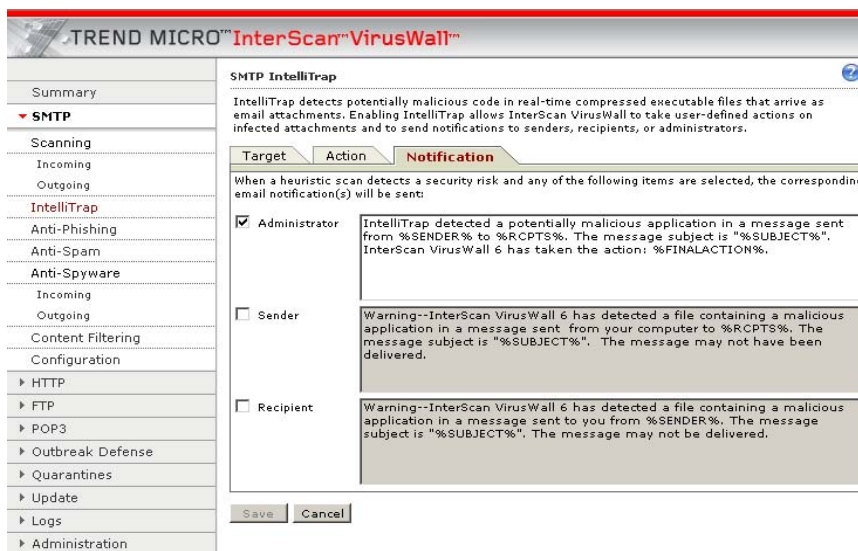 TREND MICRO™ InterScan™ VirusWall™
Summary
SMTP
Scanning
Incoming
Outgoing
IntelliTrap
Anti-Phishing
Anti-Spam
Anti-Spyware
Incoming
Outgoing
Content Filtering
Configuration
HTTP
FTP
POP3
Outbreak Defense
Quarantines
Update
Logs
Administration
SMTP IntelliTrap
?
IntelliTrap detects potentially malicious code in real-time compressed executable files that arrive as
email attachments. Enabling IntelliTrap allows InterScan VirusWall to take user-defined actions on
infected attachments and to send notifications to senders, recipients, or administrators.
Target Action Notification
When a heuristic scan detects a security risk and any of the following items are selected, the correspondin
email notification(s) will be sent:
Administrator
IntelliTrap detected a potentially malicious application in a message sent
from %SENDER% to %RCPTS%. The message subject is "%SUBJECT%".
InterScan VirusWall 6 has taken the action: %FINALACTION%.
Sender
Warning--InterScan VirusWall 6 has detected a file containing a malicious
application in a message sent from your computer to %RCPTS%. The
message subject is "%SUBJECT%". The message may not have been
delivered.
Recipient
Warning--InterScan VirusWall 6 has detected a file containing a malicious
application in a message sent to you from %SENDER%. The message
subject is "%SUBJECT%". The message may not be delivered.
Save Cancel